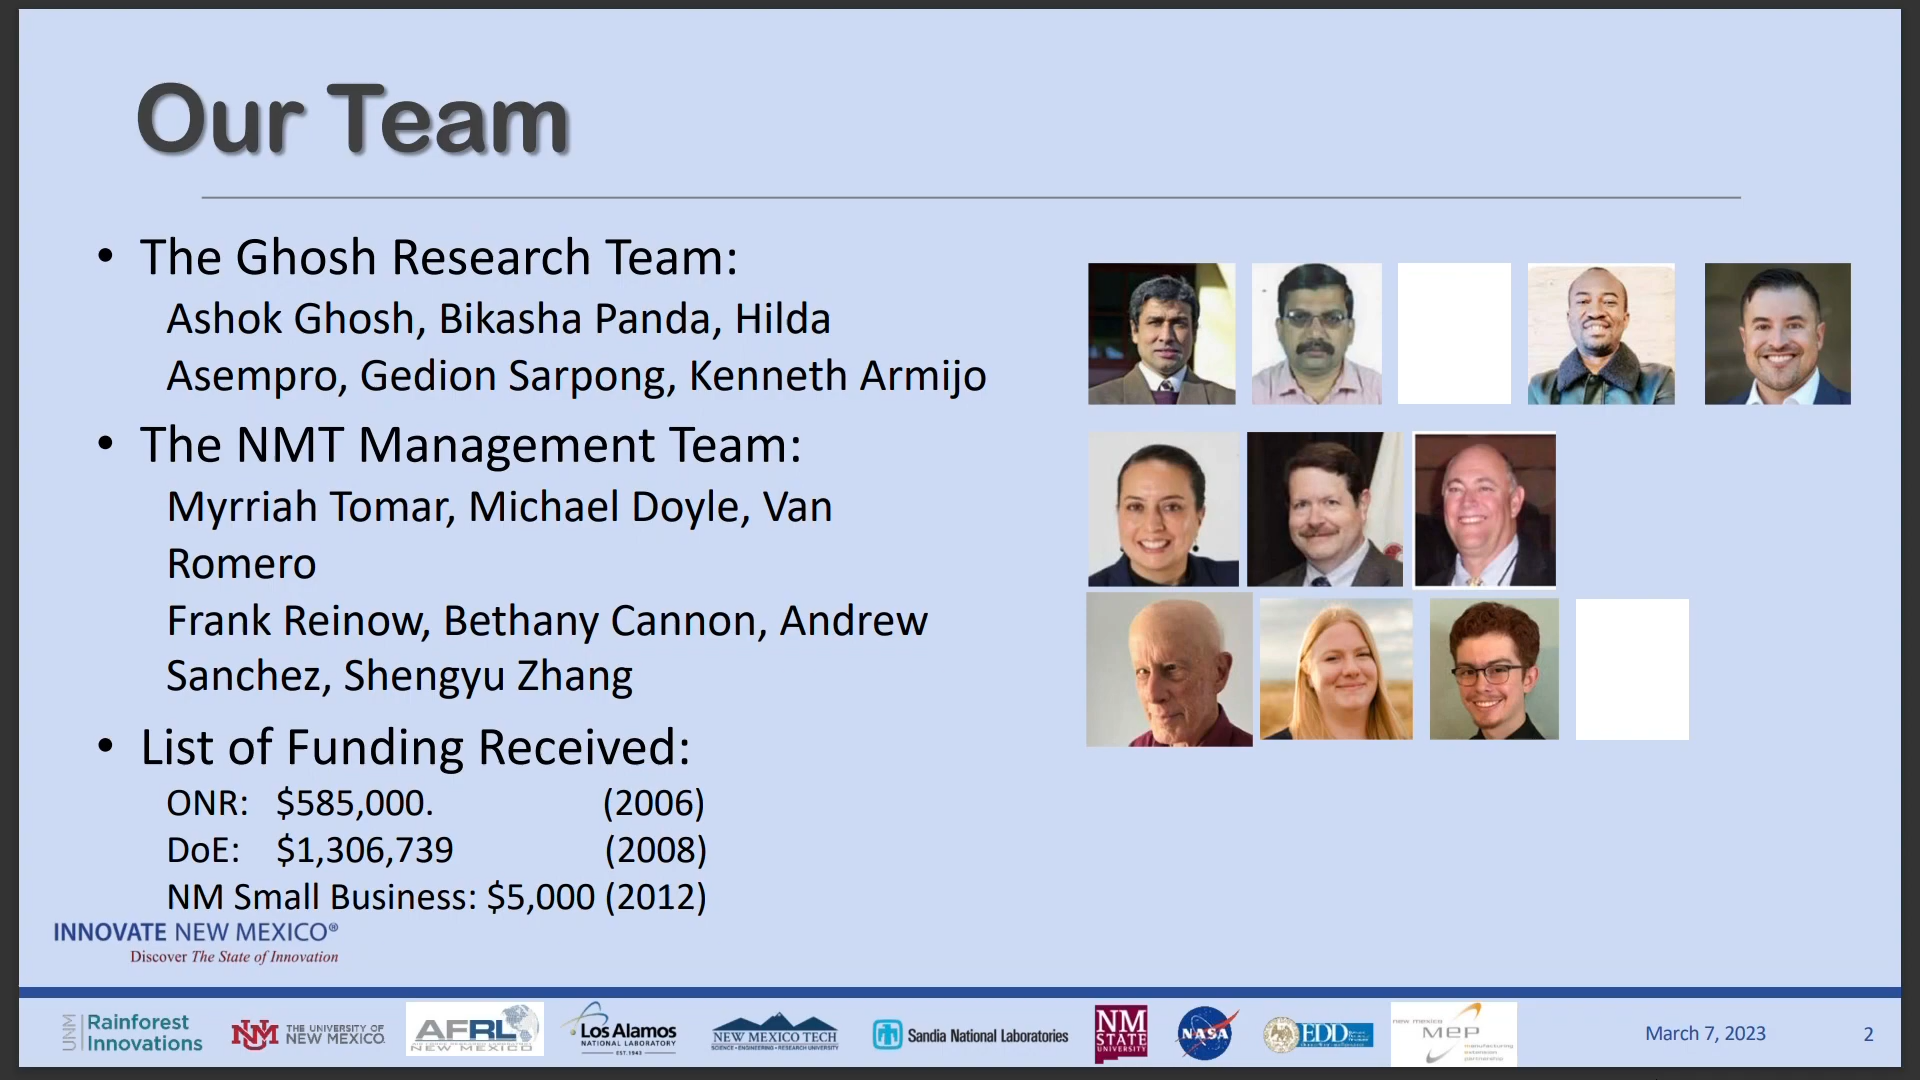 Our Team
• The Ghosh Research Team:
Ashok Ghosh, Bikasha Panda, Hilda
Asempro, Gedion Sarpong, Kenneth Armijo
• The NMT Management Team:
Myrriah Tomar, Michael Doyle, Van
Romero
Frank Reinow, Bethany Cannon, Andrew
Sanchez, Shengyu Zhang
• List of Funding Received:
ONR: $585,000. (2006)
DoE: $1,306,739 (2008)
NM Small Business: $5,000 (2012)
INNOVATE NEW MEXICO®
Discover The State of Innovation
UNM
Rainforest
Innovations
NM
THE UNIVERSITY OF
NEW MEXICO.
AFRL
NEW MEXICO
Los Alamos
NATIONAL LABORATORY
EST. 1943
NEW MEXICO TECH
SCIENCE • ENGINEERING • RESEARCH UNIVERSITY
Sandia National Laboratories
NM
STATE
UNIVERSITY
NASA
EDD
new mexico
MEP
manufacturing
extension
partnership
March 7, 2023
2